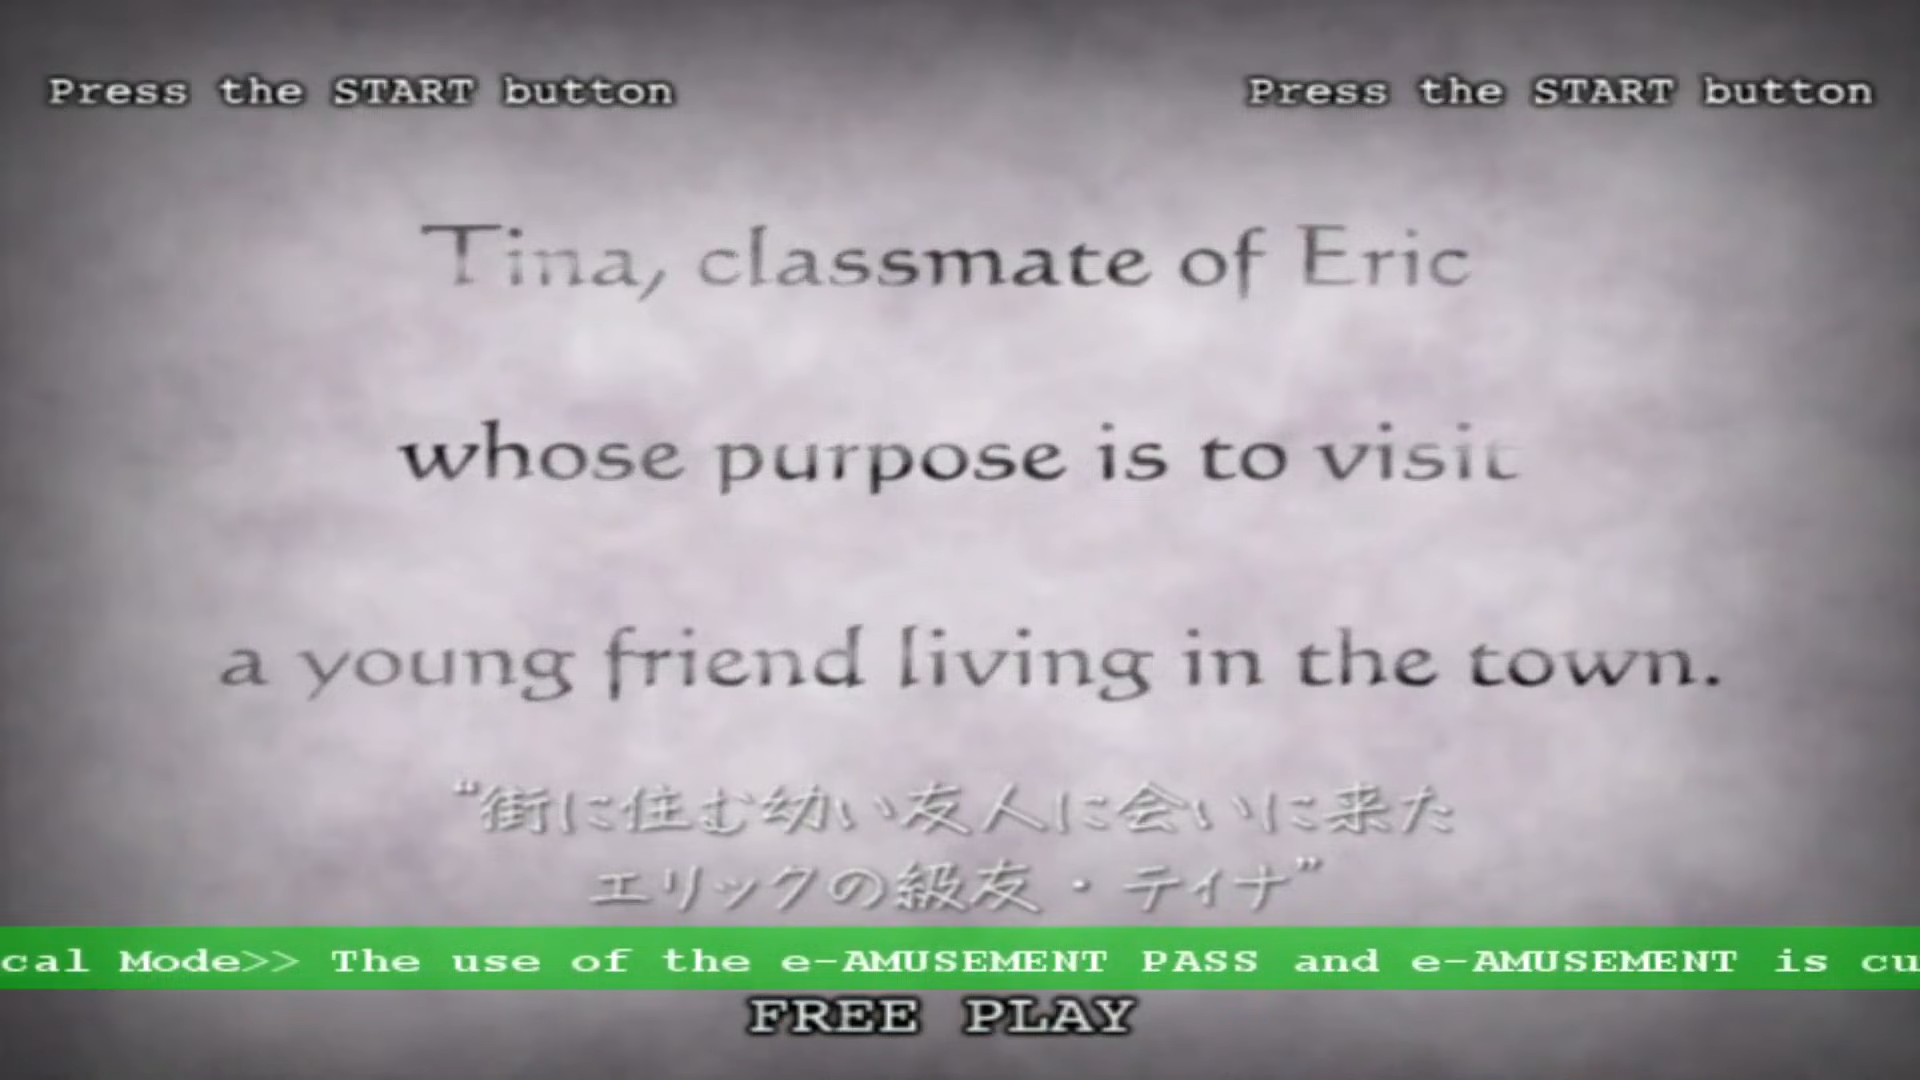 Press the START button
Press the START button
Tina, classmate of Eric
whose purpose is to visit
a young friend living in the town.
“街に住む幼い友人に会いに来た
エリックの級友・ティナ”
cal Mode>> The use of the e-AMUSEMENT PASS and e-AMUSEMENT is cu
FREE PLAY